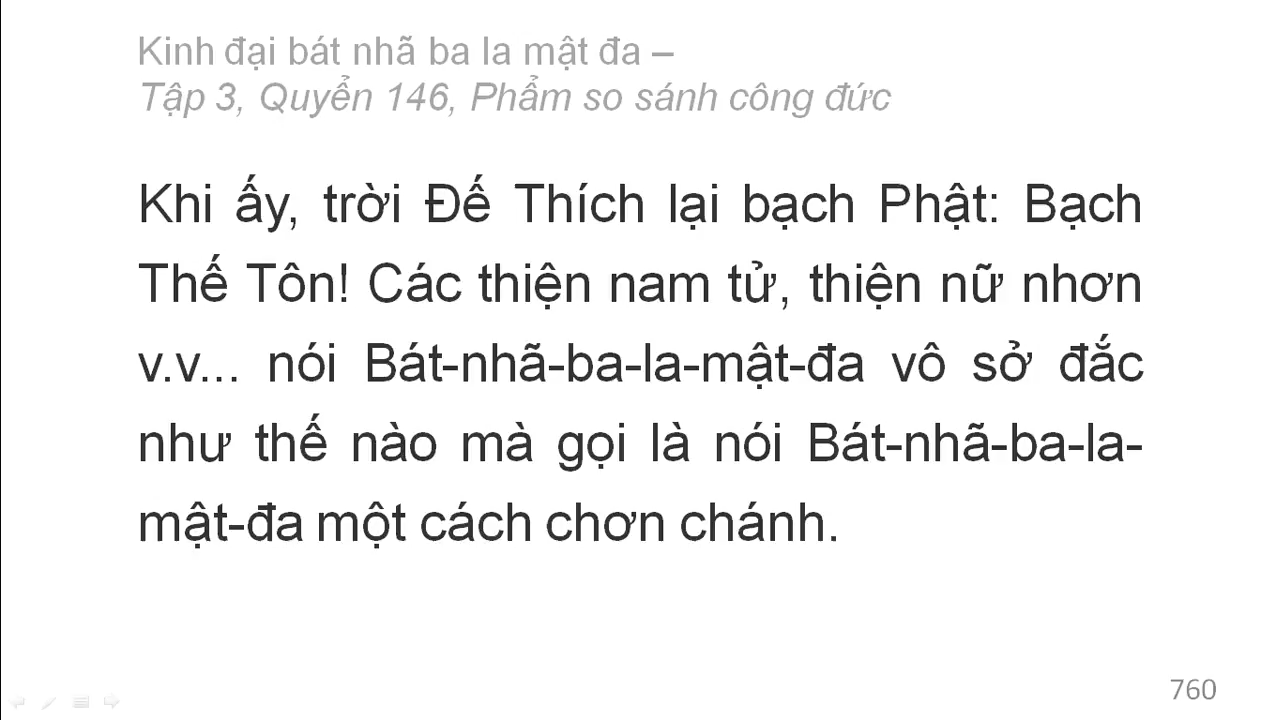 Kinh đại bát nhã ba la mật đa –
Tập 3, Quyển 146, Phẩm so sánh công đức
Khi ấy, trời Đế Thích lại bạch Phật: Bạch
Thế Tôn! Các thiện nam tử, thiện nữ nhơn
v.v... nói Bát-nhã-ba-la-mật-đa vô sở đắc
như thế nào mà gọi là nói Bát-nhã-ba-la-
mật-đa một cách chơn chánh.
760